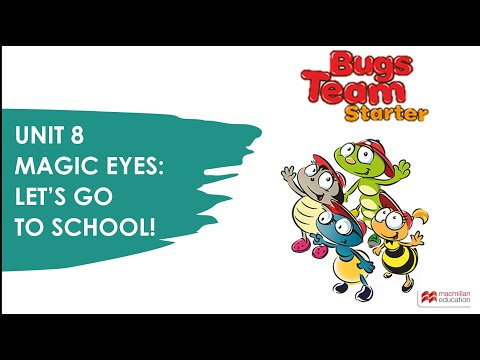 Bugs
Team
Starter
UNIT 8
MAGIC EYES:
LET'S GO
TO SCHOOL!
macmillan
education